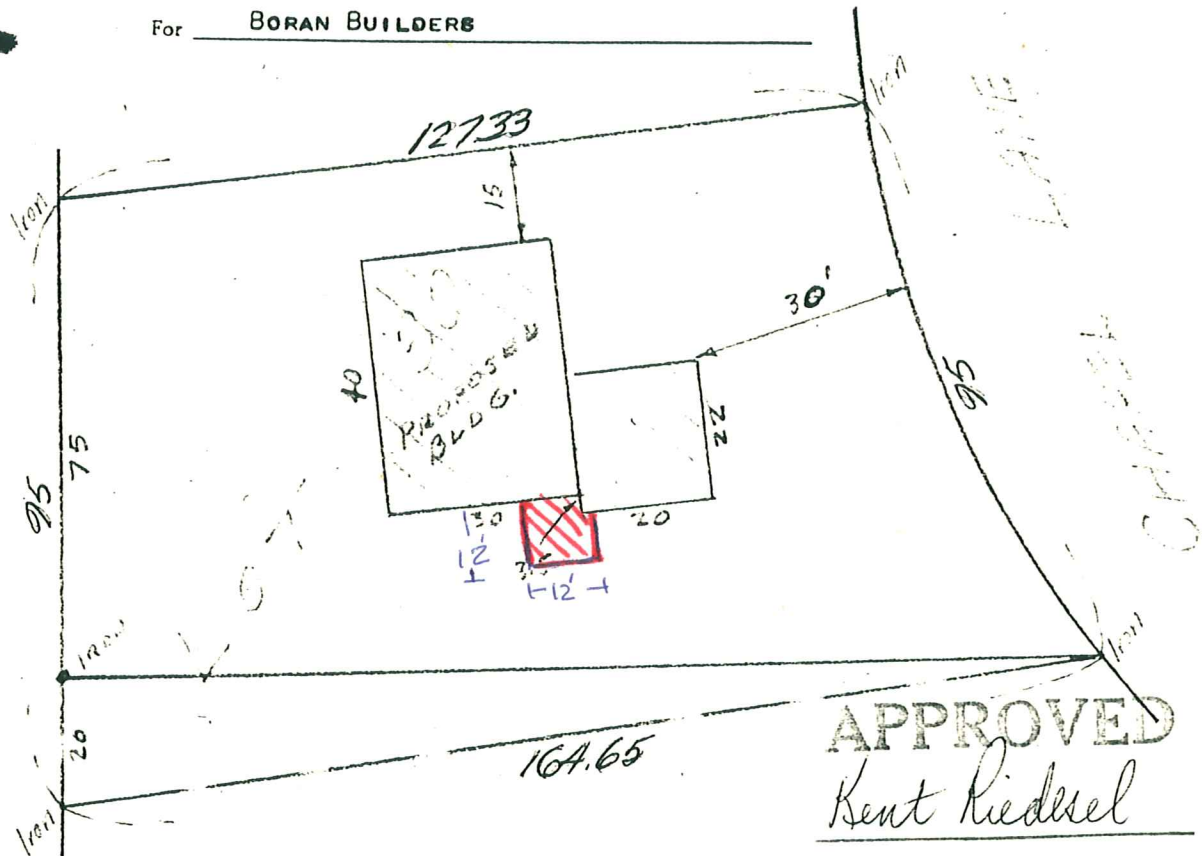 For BORAN BUILDERS
127.33
Iron
Iron
LANE
15
30'
40
PROPOSED
BLDG.
22
95
95
75
30
20
12'
12'
IRON
Iron
20
164.65
Iron
APPROVED
Kent Riedesel